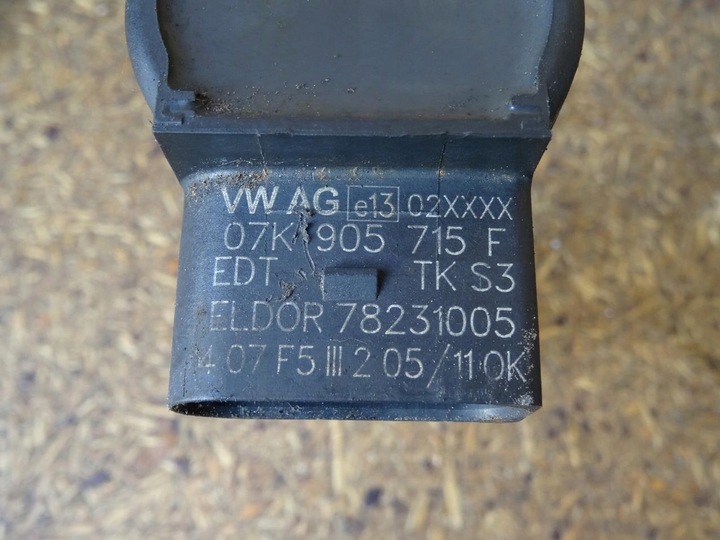 VW AG e13 02XXXX
07K 905 715 F
EDT TK S3
ELDOR 78231005
07 F5 III 2 05/11 OK